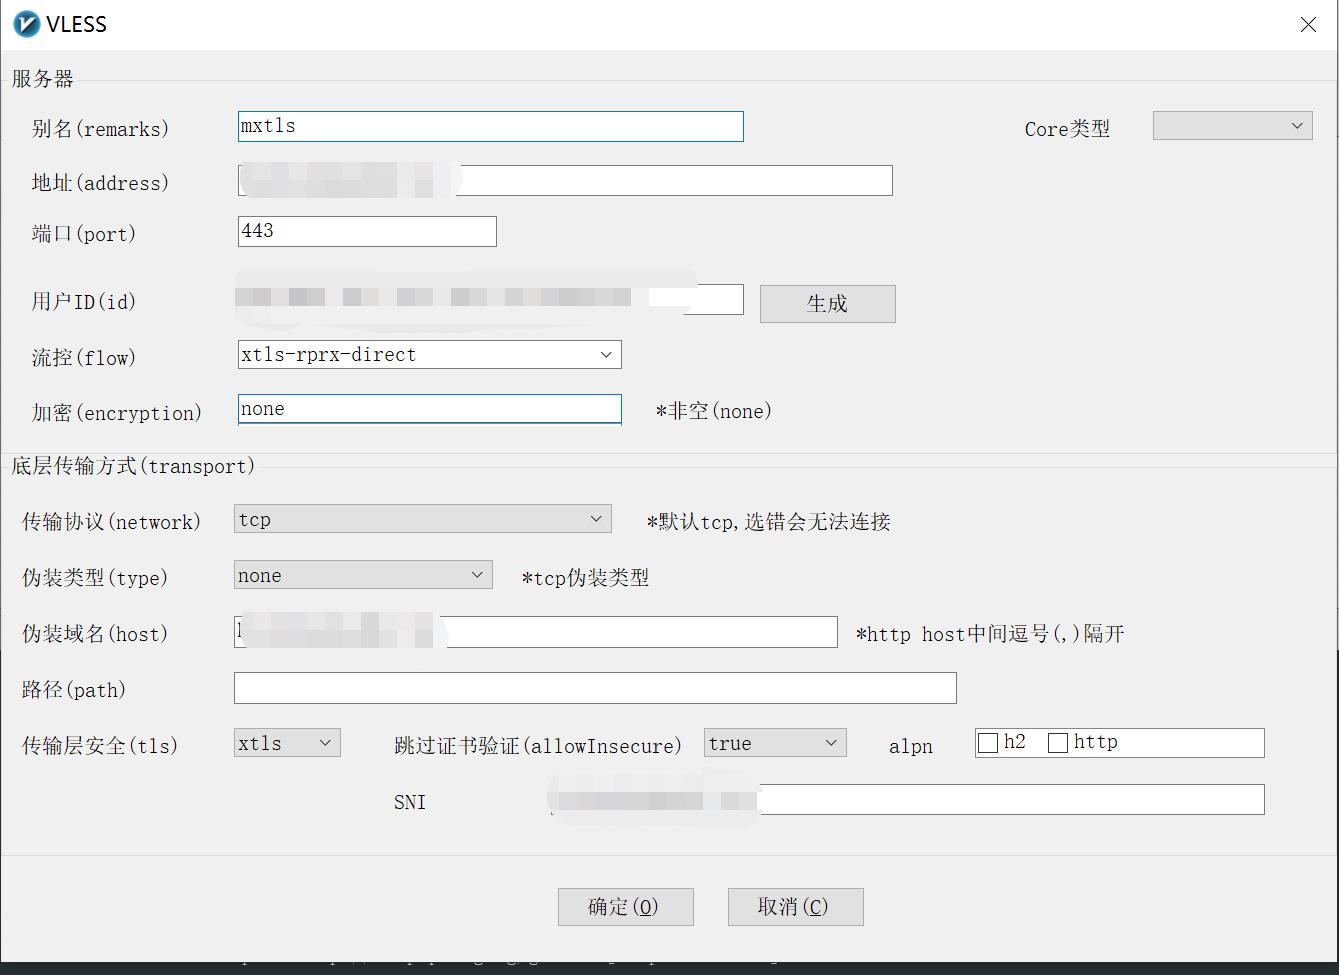 VLESS
服务器
别名(remarks) mxtls Core类型
地址(address)
端口(port) 443
用户ID(id) 生成
流控(flow) xtls-rprx-direct
加密(encryption) none *非空(none)
底层传输方式(transport)
传输协议(network) tcp *默认tcp,选错会无法连接
伪装类型(type) none *tcp伪装类型
伪装域名(host) *http host中间逗号(,)隔开
路径(path)
传输层安全(tls) xtls 跳过证书验证(allowInsecure) true alpn h2 http
SNI
确定(O) 取消(C)